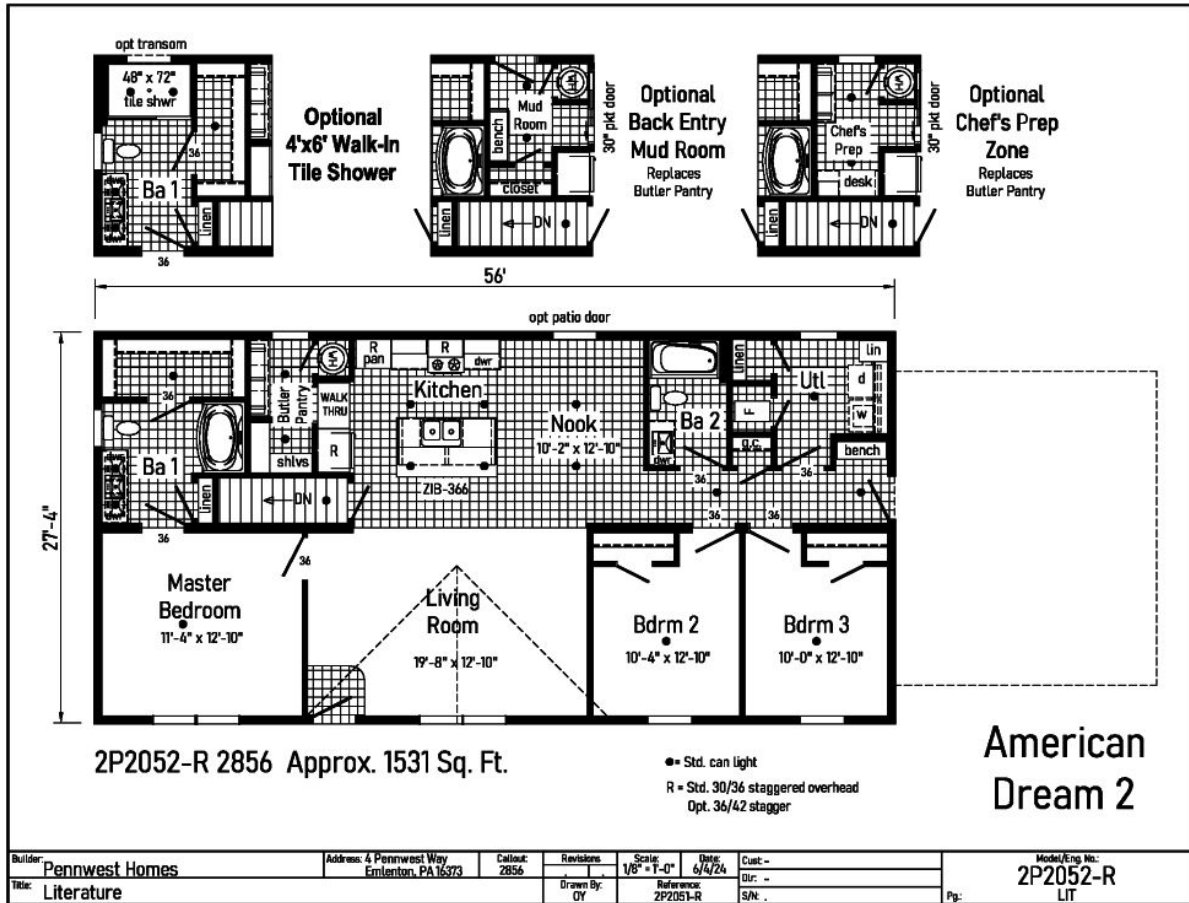 opt transom
48" x 72"
tile shwr
36
Ba 1
linen
36
Optional
4'x6' Walk-In
Tile Shower
WH
Mud
Room
bench
closet
30" pkt door
linen
DN
Optional
Back Entry
Mud Room
Replaces
Butler Pantry
WH
Chef's
Prep
desk
30" pkt door
linen
DN
Optional
Chef's Prep
Zone
Replaces
Butler Pantry
56'
opt patio door
27'-4"
36
Ba 1
linen
36
Butler
Pantry
shlvs
WH
WALK
THRU
R
DN
R
pan
R
dwr
Kitchen
ZIB-366
Nook
10'-2" x 12'-10"
Ba 2
dwr
36
linen
F
g.c.
Utl
lin
d
w
bench
36
36
36
36
Master
Bedroom
11'-4" x 12'-10"
Living
Room
19'-8" x 12'-10"
Bdrm 2
10'-4" x 12'-10"
Bdrm 3
10'-0" x 12'-10"
2P2052-R 2856 Approx. 1531 Sq. Ft.
= Std. can light
R = Std. 30/36 staggered overhead
Opt. 36/42 stagger
American
Dream 2
Builder: Pennwest Homes
Address: 4 Pennwest Way
Emlenton, PA 16373
Callout:
2856
Revisions
Scale:
1/8" = 1'-0"
Date:
6/4/24
Cust: -
Dlr: -
S/N: .
Model/Eng. No.:
2P2052-R
Title: Literature
Drawn By:
OY
Reference:
2P2051-R
Pg.: LIT